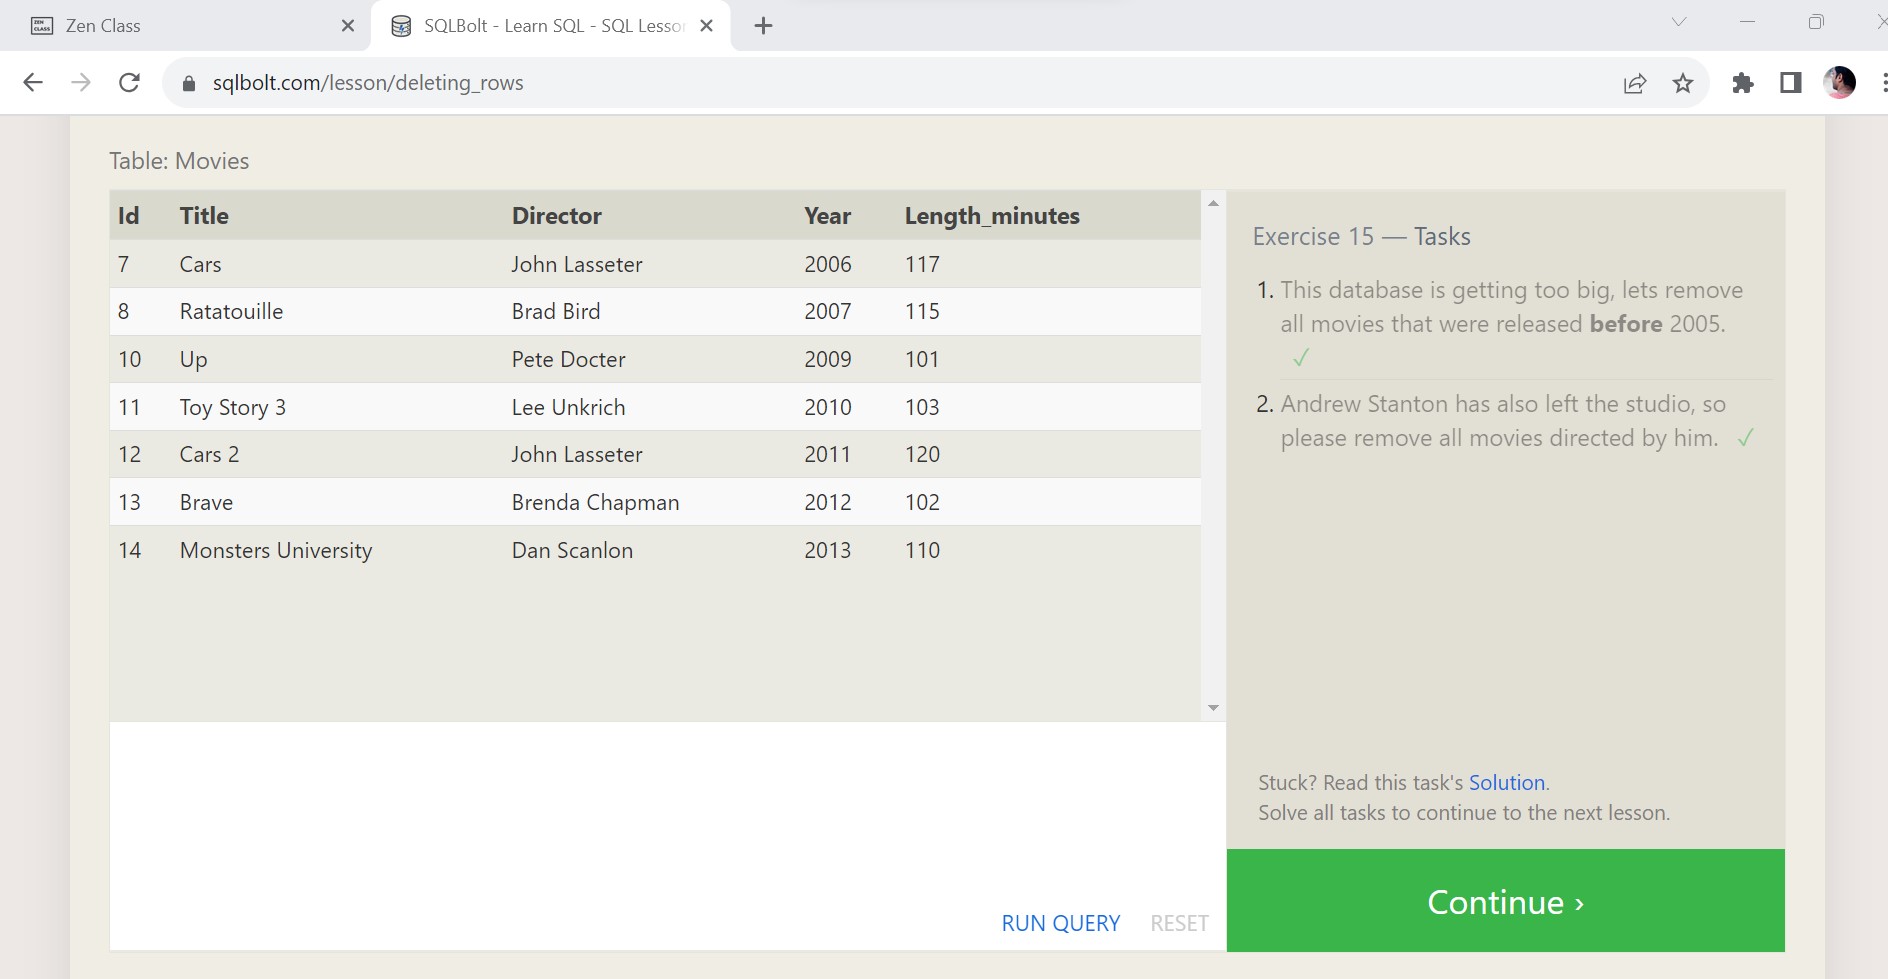 Zen Class
SQLBolt - Learn SQL - SQL Lesson
sqlbolt.com/lesson/deleting_rows
Table: Movies
Id Title Director Year Length_minutes
7 Cars John Lasseter 2006 117
8 Ratatouille Brad Bird 2007 115
10 Up Pete Docter 2009 101
11 Toy Story 3 Lee Unkrich 2010 103
12 Cars 2 John Lasseter 2011 120
13 Brave Brenda Chapman 2012 102
14 Monsters University Dan Scanlon 2013 110
RUN QUERY RESET
Exercise 15 — Tasks
1. This database is getting too big, lets remove
all movies that were released before 2005.
✓
2. Andrew Stanton has also left the studio, so
please remove all movies directed by him. ✓
Stuck? Read this task's Solution.
Solve all tasks to continue to the next lesson.
Continue ›